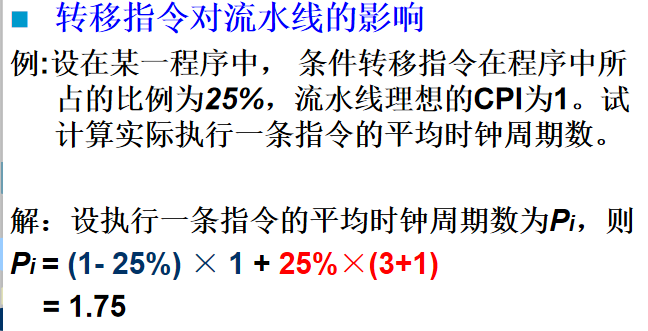 ■ 转移指令对流水线的影响
例:设在某一程序中， 条件转移指令在程序中所
占的比例为25%，流水线理想的CPI为1。试
计算实际执行一条指令的平均时钟周期数。
解：设执行一条指令的平均时钟周期数为Pi，则
Pi = (1- 25%) × 1 + 25%×(3+1)
= 1.75